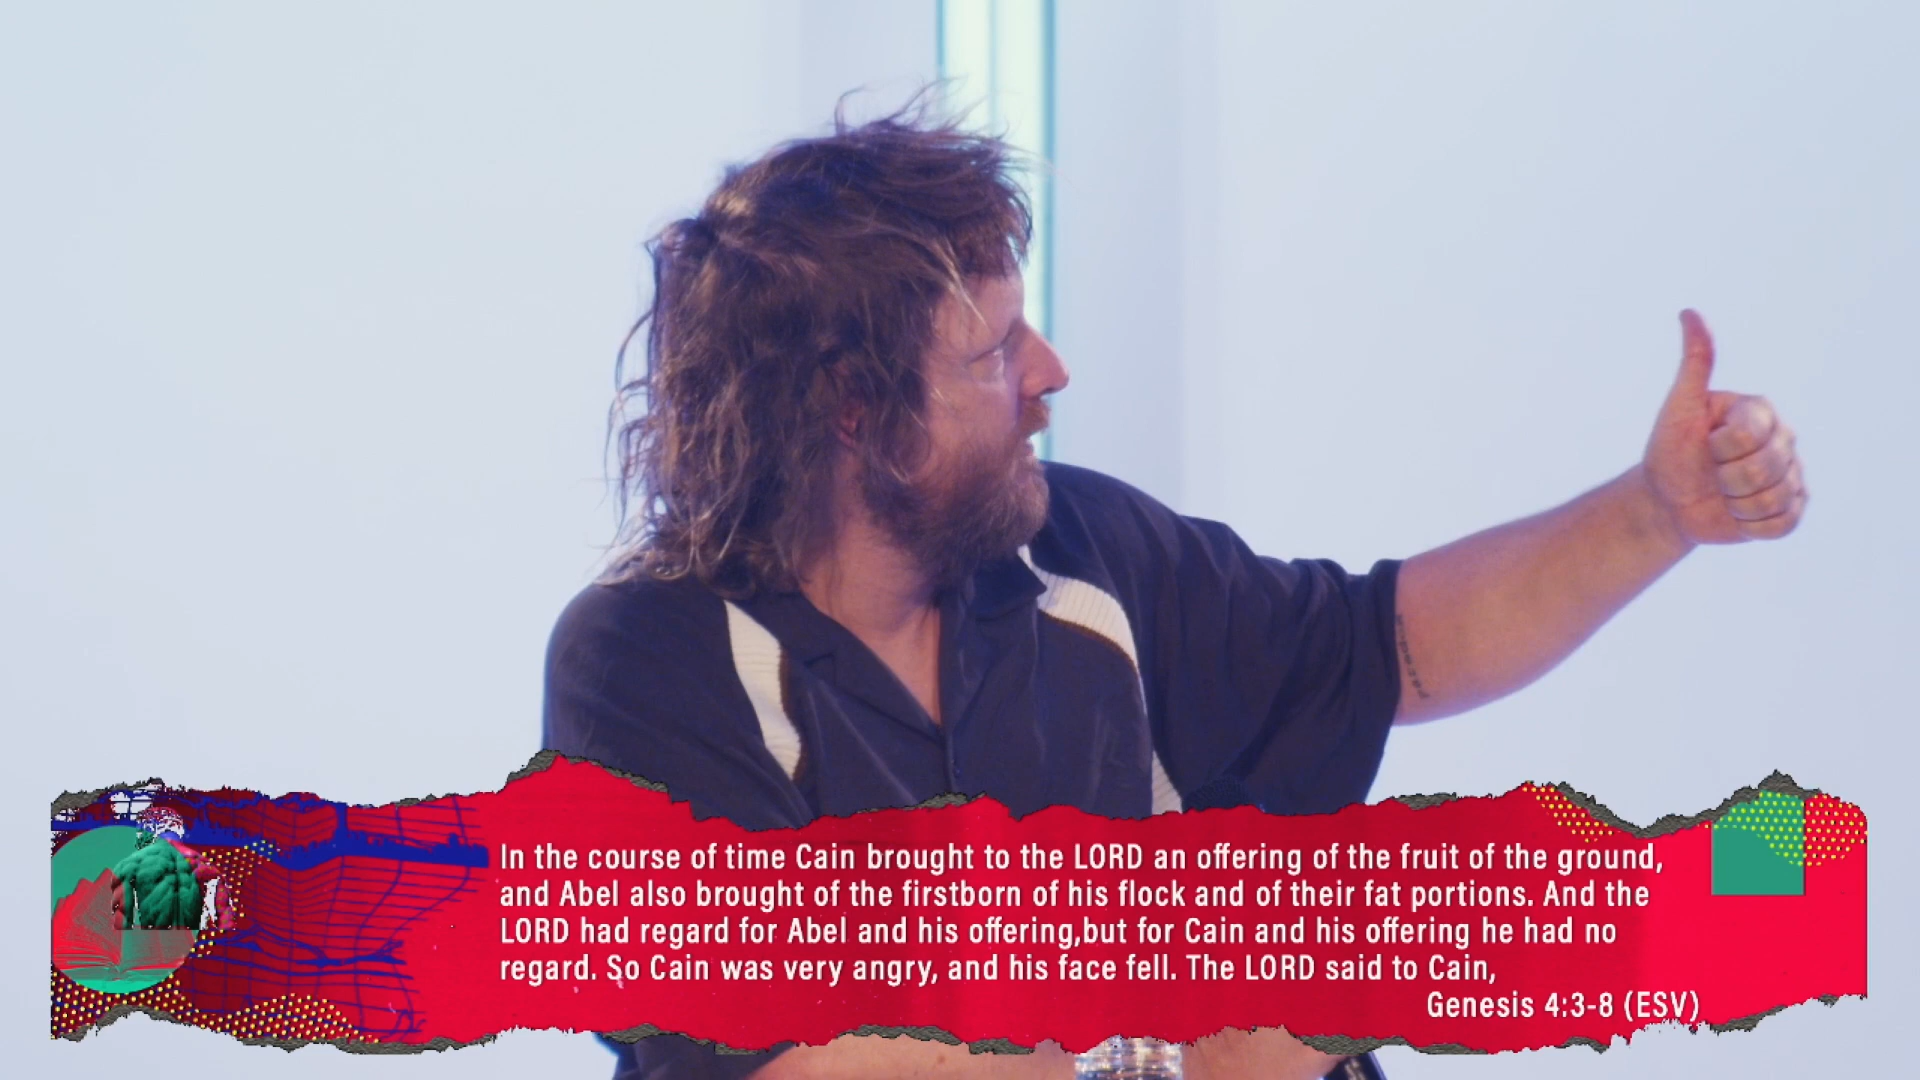 In the course of time Cain brought to the LORD an offering of the fruit of the ground,
and Abel also brought of the firstborn of his flock and of their fat portions. And the
LORD had regard for Abel and his offering,but for Cain and his offering he had no
regard. So Cain was very angry, and his face fell. The LORD said to Cain,
Genesis 4:3-8 (ESV)